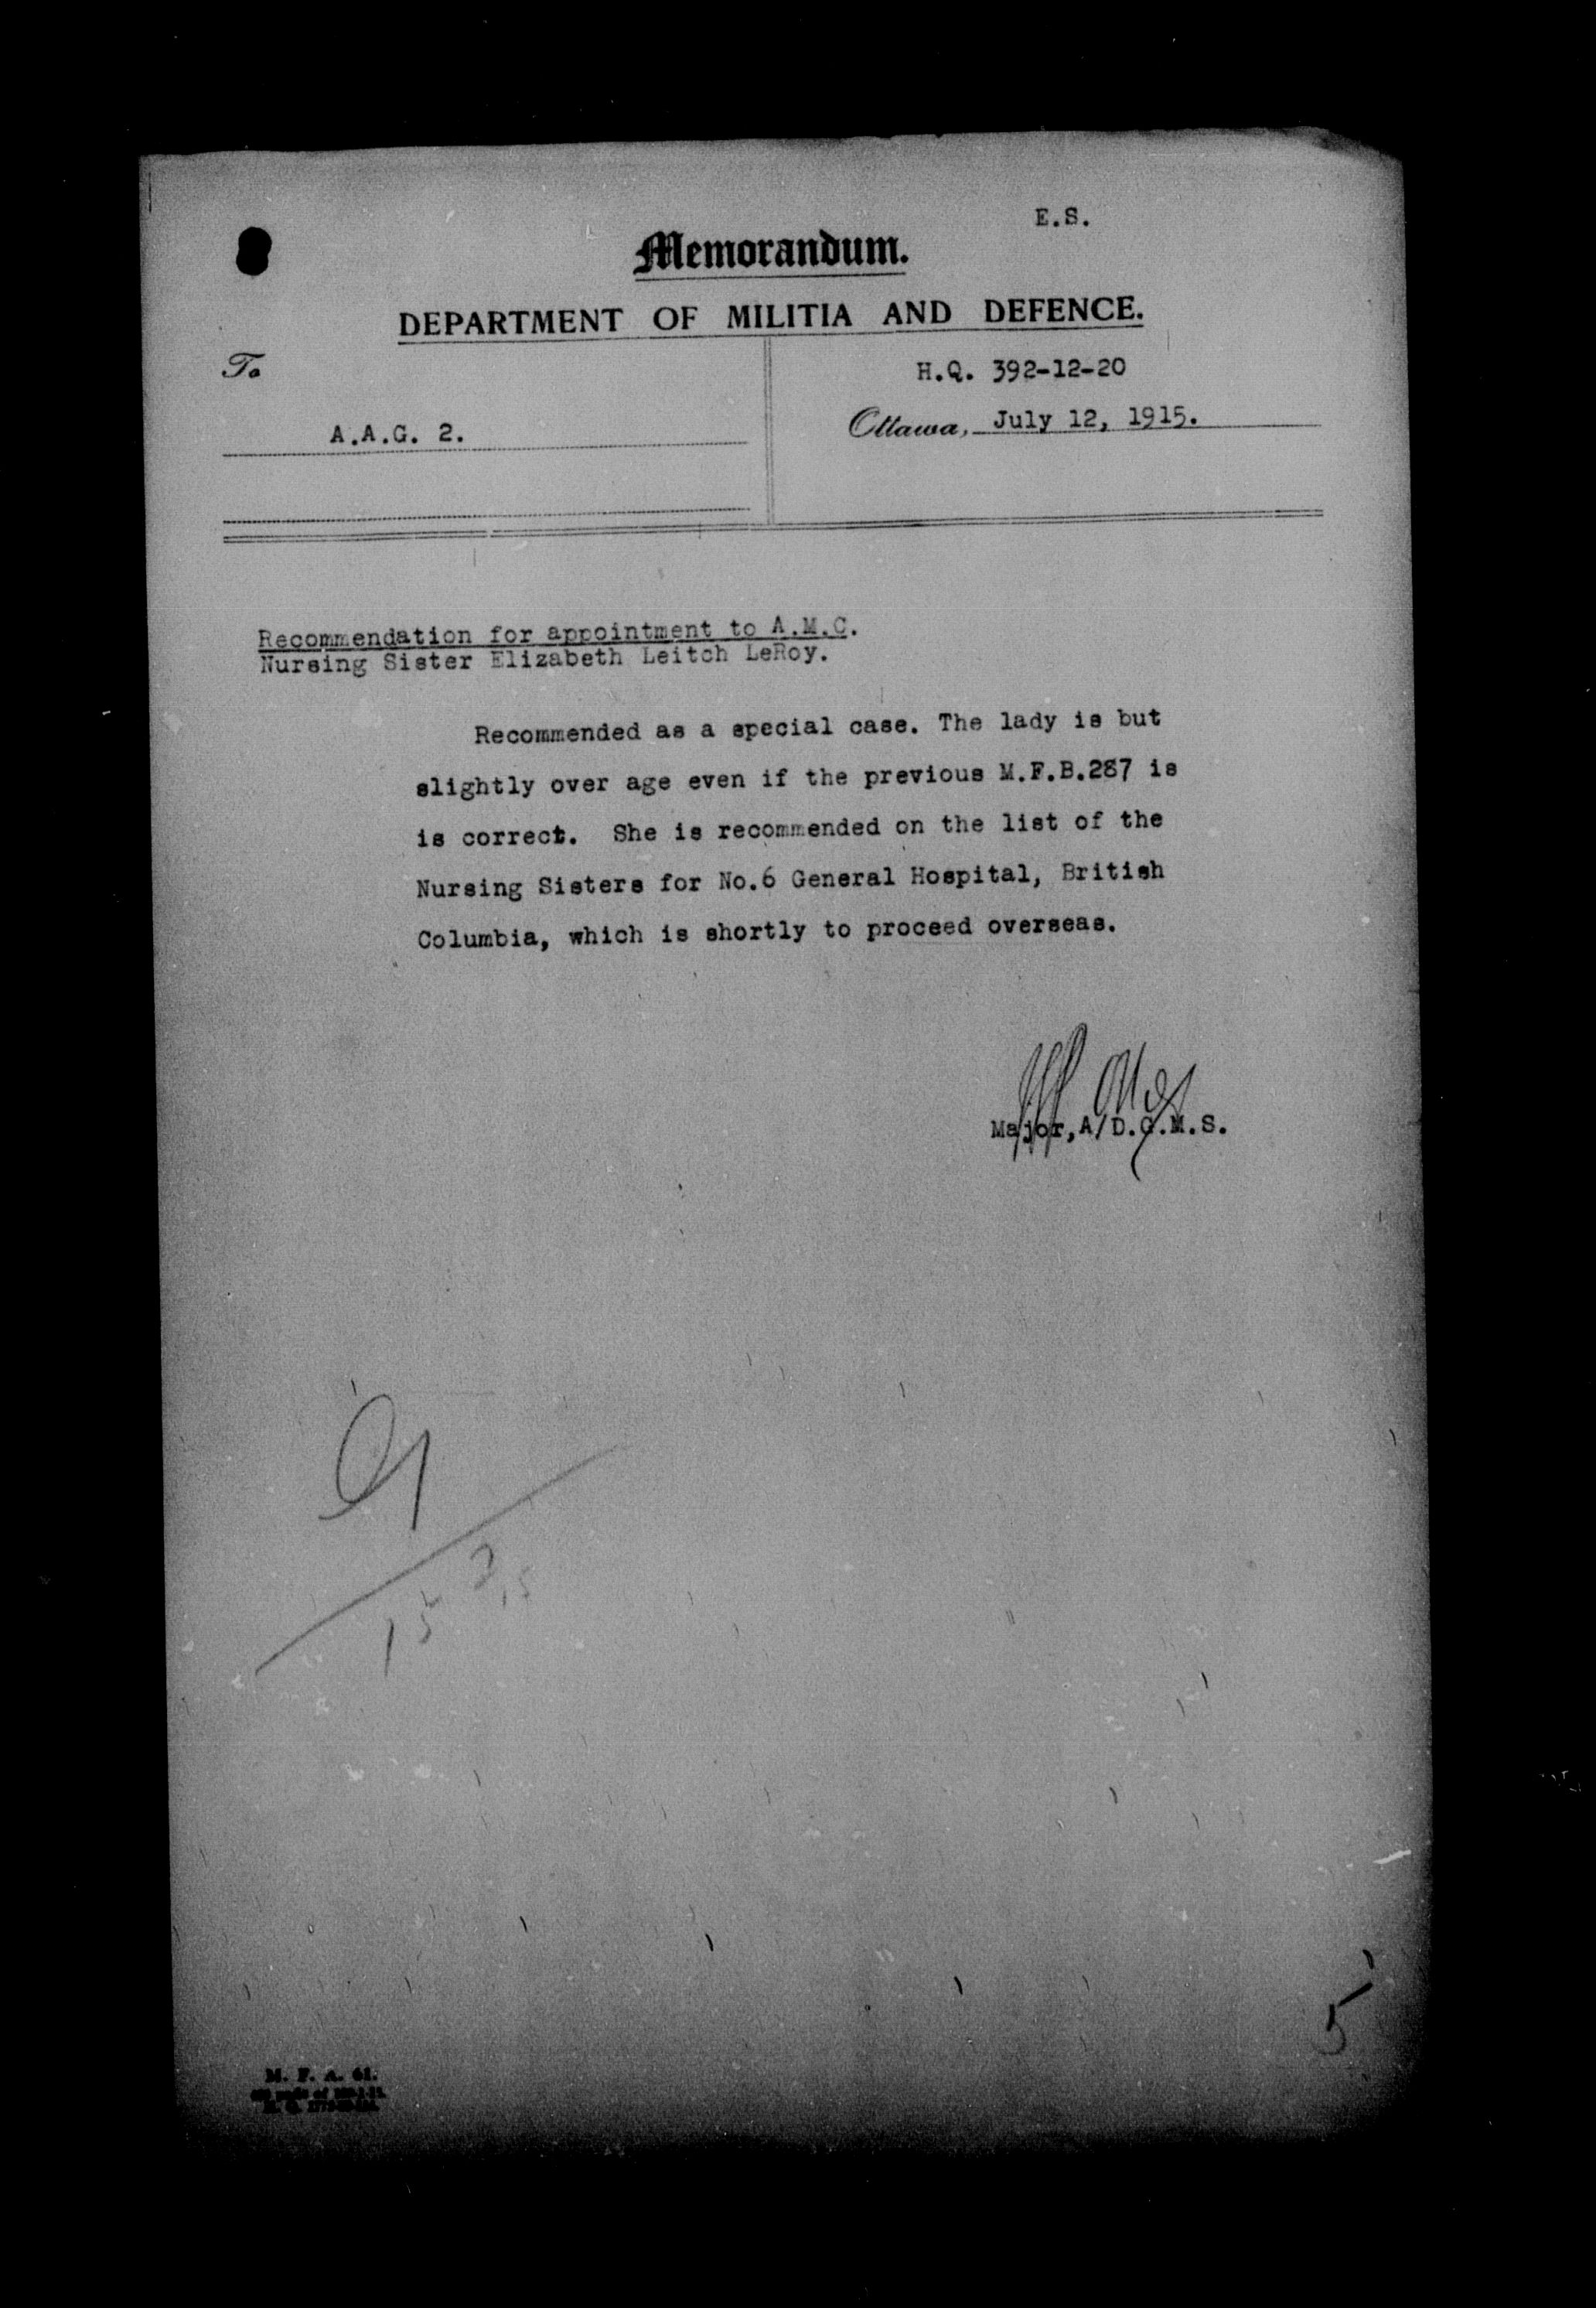 E.S.
Memorandum.
DEPARTMENT OF MILITIA AND DEFENCE.
To
H.Q. 392-12-20
A.A.G. 2.
Ottawa, July 12, 1915.
Recommendation for appointment to A.M.C.
Nursing Sister Elizabeth Leitch LeRoy.
Recommended as a special case. The lady is but
slightly over age even if the previous M.F.B.287 is
is correct. She is recommended on the list of the
Nursing Sisters for No.6 General Hospital, British
Columbia, which is shortly to proceed overseas.
Major, A/D.G.M.S.
15
5
M. F. A. 61.